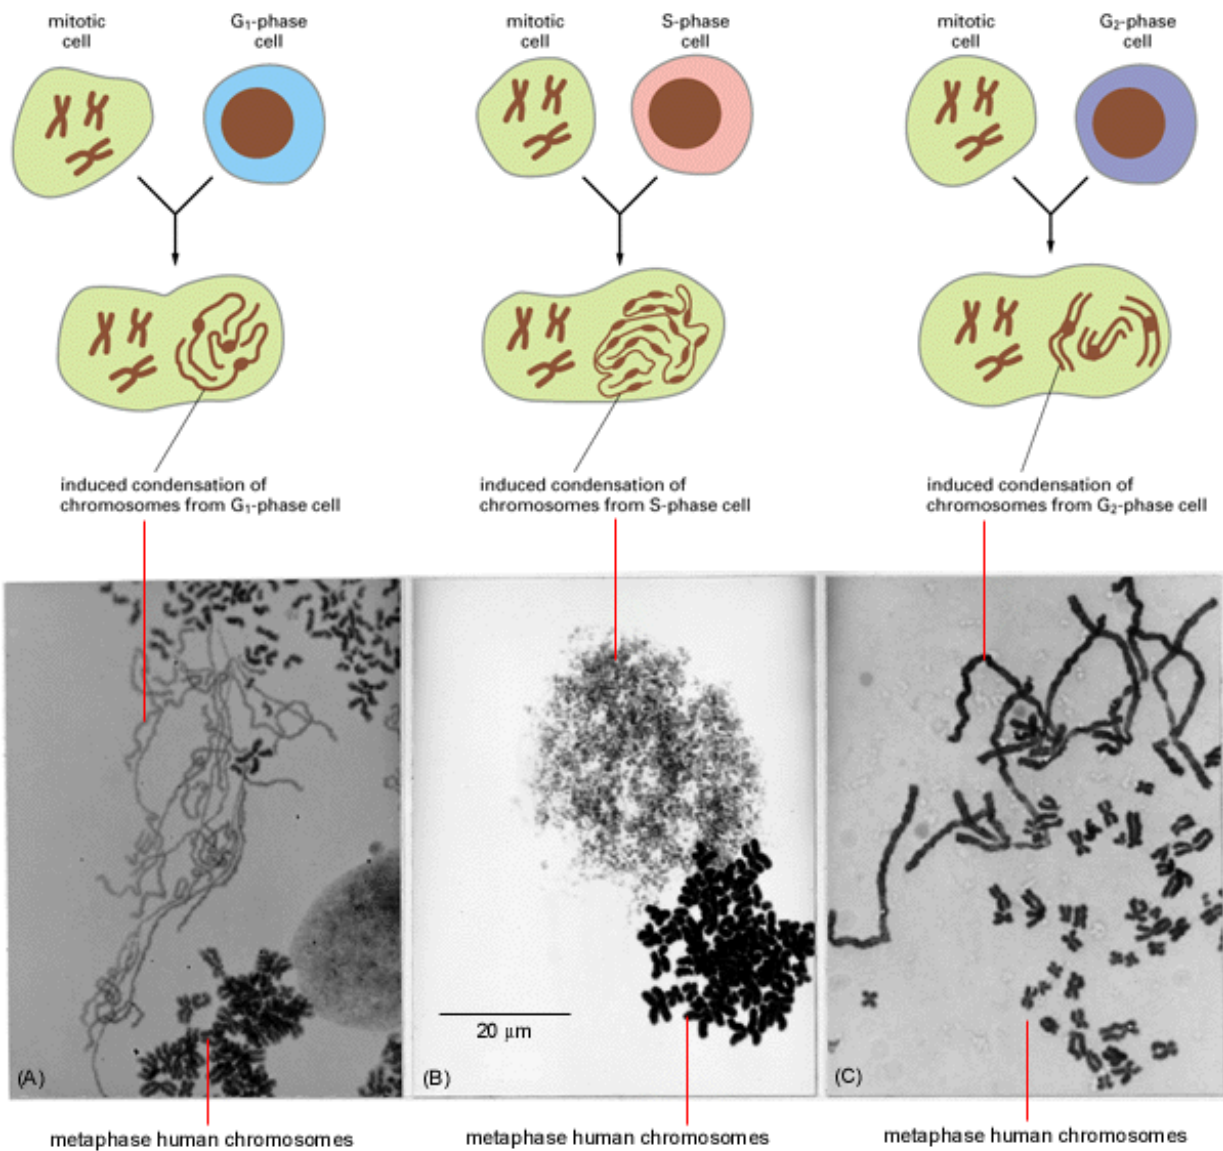 mitotic
cell
G₁-phase
cell
S-phase
cell
mitotic
cell
mitotic
cell
G₂-phase
cell
induced condensation of
chromosomes from G₁-phase cell
induced condensation of
chromosomes from S-phase cell
induced condensation of
chromosomes from G₂-phase cell
20 µm
(A)
(B)
(C)
metaphase human chromosomes
metaphase human chromosomes
metaphase human chromosomes